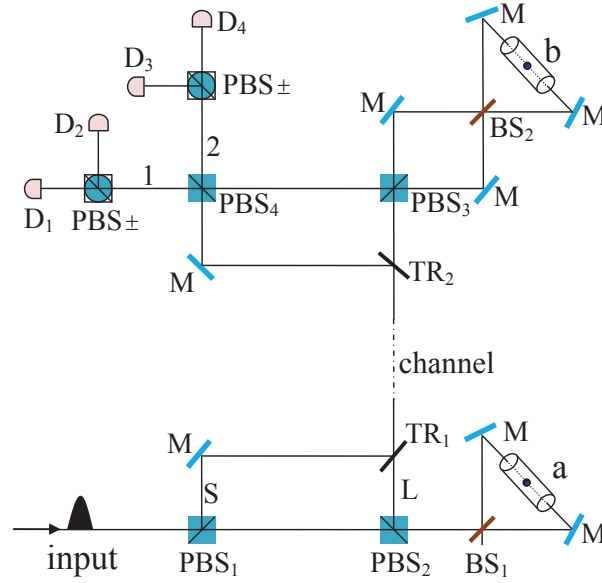 D₄
M
b
D₃
PBS±
M
M
D₂
BS₂
2
1
D₁
PBS±
PBS₄
PBS₃
M
M
TR₂
channel
M
TR₁
M
a
S
L
M
input
PBS₁
PBS₂
BS₁